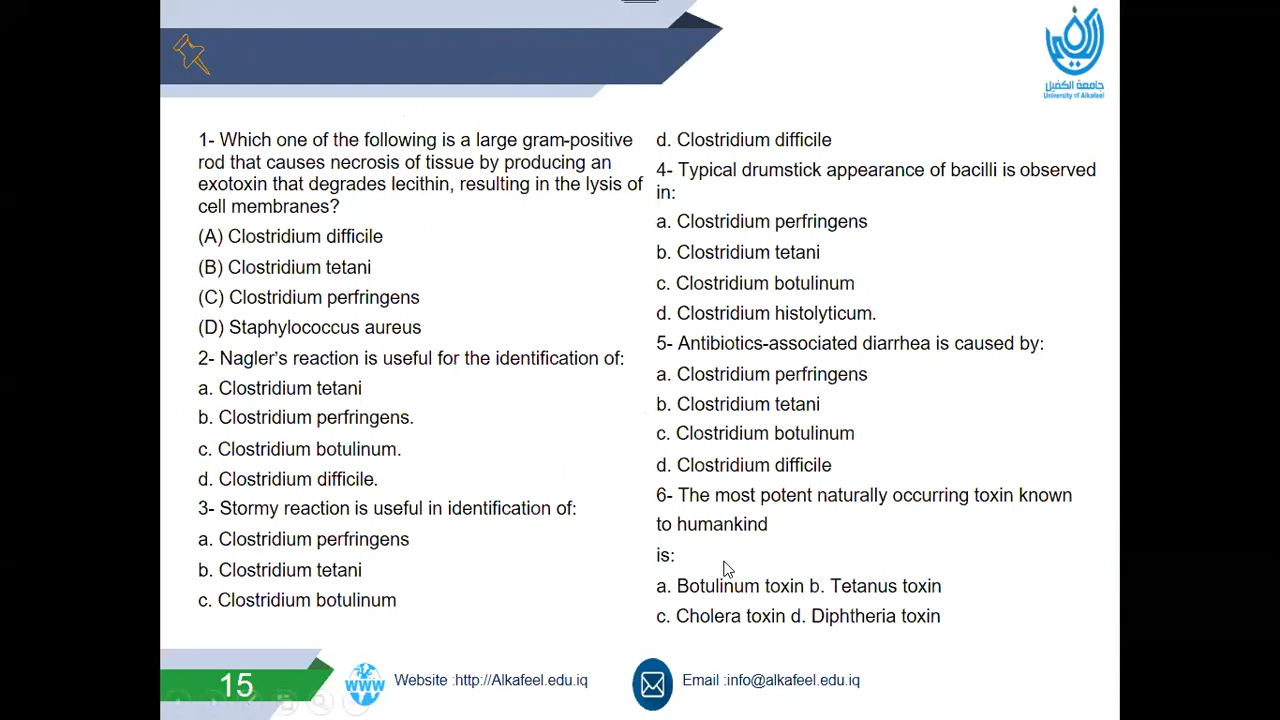 جامعة الكفيل
University of Alkafeel
1- Which one of the following is a large gram-positive
rod that causes necrosis of tissue by producing an
exotoxin that degrades lecithin, resulting in the lysis of
cell membranes?
(A) Clostridium difficile
(B) Clostridium tetani
(C) Clostridium perfringens
(D) Staphylococcus aureus
2- Nagler’s reaction is useful for the identification of:
a. Clostridium tetani
b. Clostridium perfringens.
c. Clostridium botulinum.
d. Clostridium difficile.
3- Stormy reaction is useful in identification of:
a. Clostridium perfringens
b. Clostridium tetani
c. Clostridium botulinum
d. Clostridium difficile
4- Typical drumstick appearance of bacilli is observed
in:
a. Clostridium perfringens
b. Clostridium tetani
c. Clostridium botulinum
d. Clostridium histolyticum.
5- Antibiotics-associated diarrhea is caused by:
a. Clostridium perfringens
b. Clostridium tetani
c. Clostridium botulinum
d. Clostridium difficile
6- The most potent naturally occurring toxin known
to humankind
is:
a. Botulinum toxin b. Tetanus toxin
c. Cholera toxin d. Diphtheria toxin
15
WWW
Website :http://Alkafeel.edu.iq
Email :info@alkafeel.edu.iq